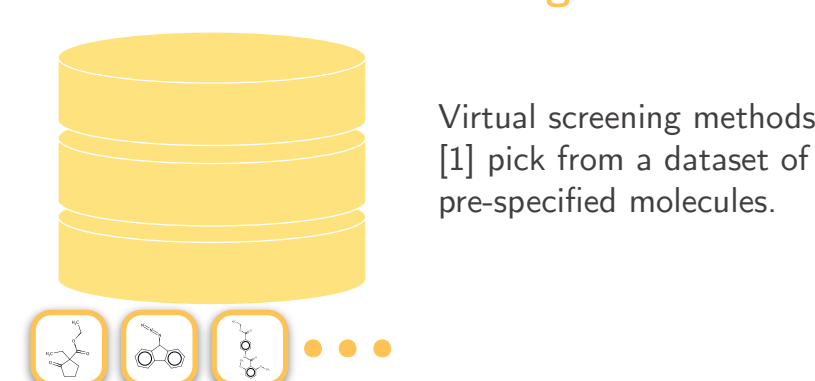 Virtual screening methods
[1] pick from a dataset of
pre-specified molecules.